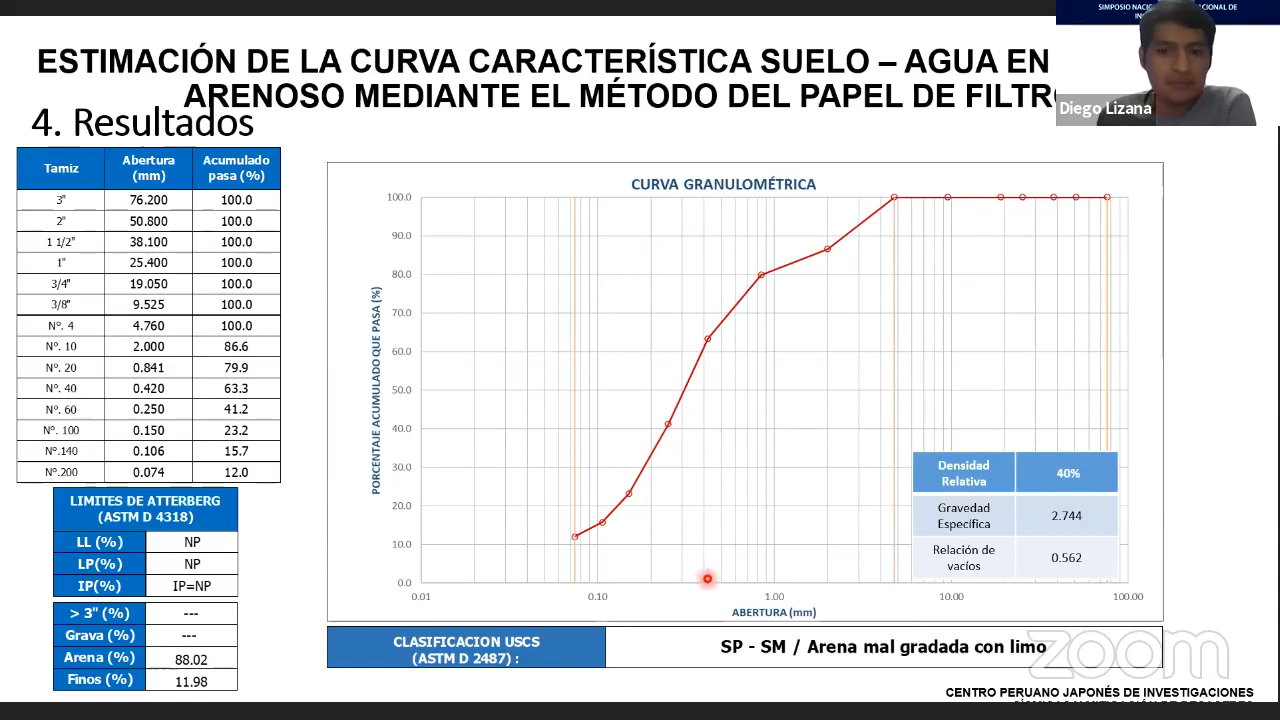 SIMPOSIO
DE
ESTIMACIÓN DE LA CURVA CARACTERÍSTICA SUELO – AGUA EN
ARENOSO MEDIANTE EL MÉTODO DEL PAPEL DE
Diego Lizana
4. Resultados
Tamiz Abertura (mm) Acumulado pasa (%)
3" 76.200 100.0
2" 50.800 100.0
1 1/2" 38.100 100.0
1" 25.400 100.0
3/4" 19.050 100.0
3/8" 9.525 100.0
N°. 4 4.760 100.0
N°. 10 2.000 86.6
N°. 20 0.841 79.9
N°. 40 0.420 63.3
N°. 60 0.250 41.2
N°. 100 0.150 23.2
N°.140 0.106 15.7
N°.200 0.074 12.0
LIMITES DE ATTERBERG
(ASTM D 4318)
LL (%) NP
LP(%) NP
IP(%) IP=NP
> 3" (%) ---
Grava (%) ---
Arena (%) 88.02
Finos (%) 11.98
CURVA GRANULOMÉTRICA
PORCENTAJE ACUMULADO QUE PASA (%)
100.0
90.0
80.0
70.0
60.0
50.0
40.0
30.0
20.0
10.0
0.0
0.01 0.10 1.00 10.00 100.00
ABERTURA (mm)
Densidad Relativa 40%
Gravedad Específica 2.744
Relación de vacíos 0.562
CLASIFICACION USCS
(ASTM D 2487) :
SP - SM / Arena mal gradada con limo
zoom
CENTRO PERUANO JAPONÉS DE INVESTIGACIONES